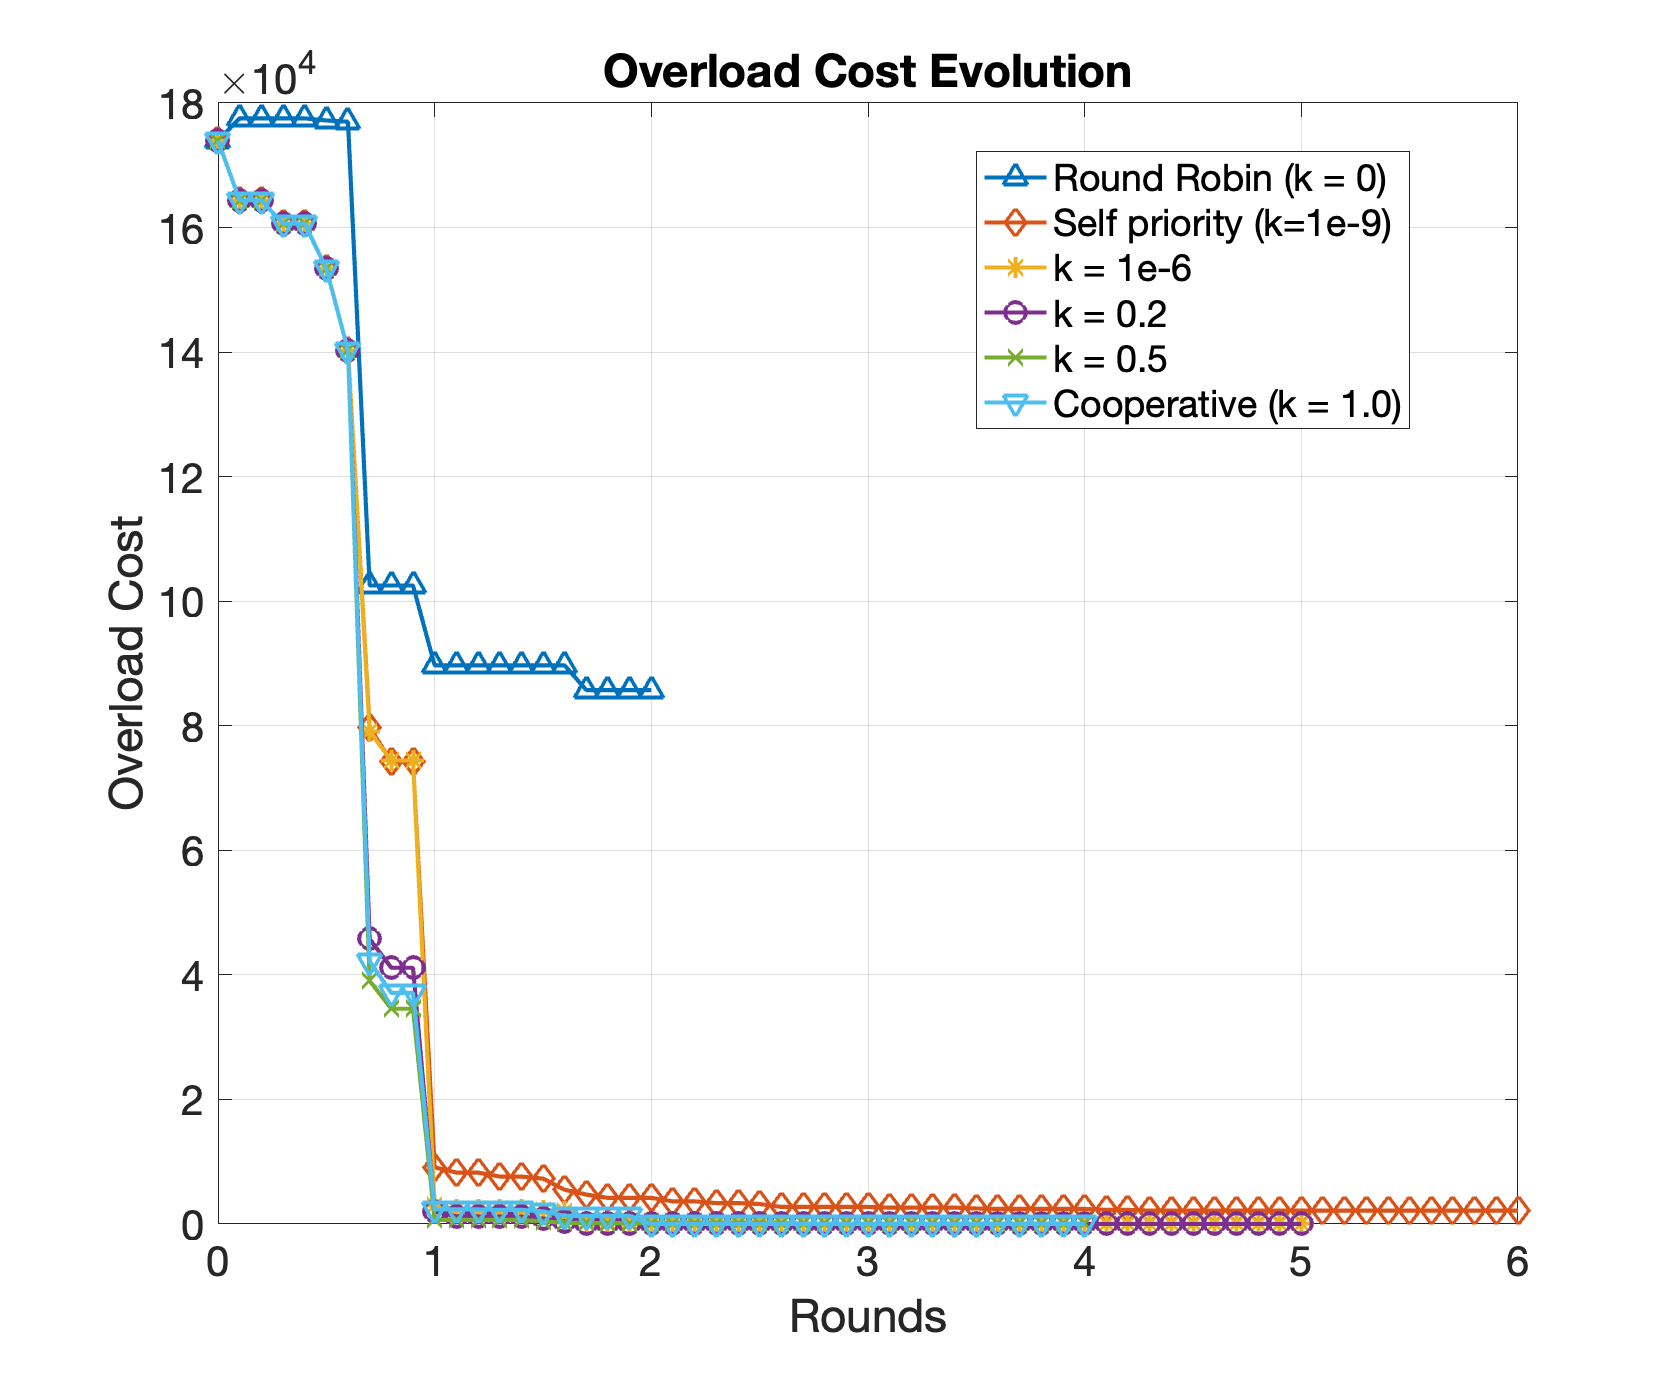 Overload Cost Evolution
×10^4
18
16
14
12
10
8
6
4
2
0
Overload Cost
Round Robin (k = 0)
Self priority (k=1e-9)
k = 1e-6
k = 0.2
k = 0.5
Cooperative (k = 1.0)
0 1 2 3 4 5 6
Rounds